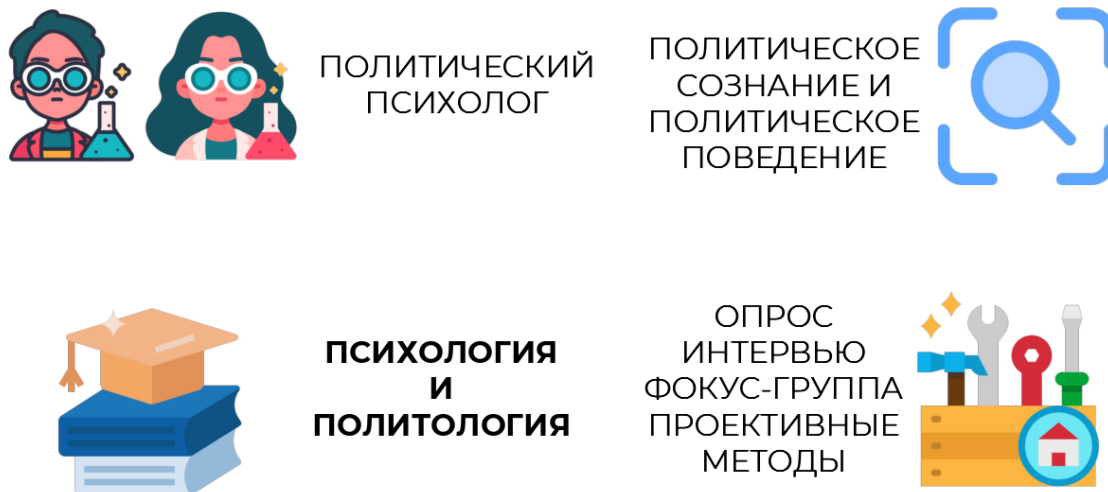 ПОЛИТИЧЕСКИЙ
ПСИХОЛОГ
ПОЛИТИЧЕСКОЕ
СОЗНАНИЕ И
ПОЛИТИЧЕСКОЕ
ПОВЕДЕНИЕ
ПСИХОЛОГИЯ
И
ПОЛИТОЛОГИЯ
ОПРОС
ИНТЕРВЬЮ
ФОКУС-ГРУППА
ПРОЕКТИВНЫЕ
МЕТОДЫ